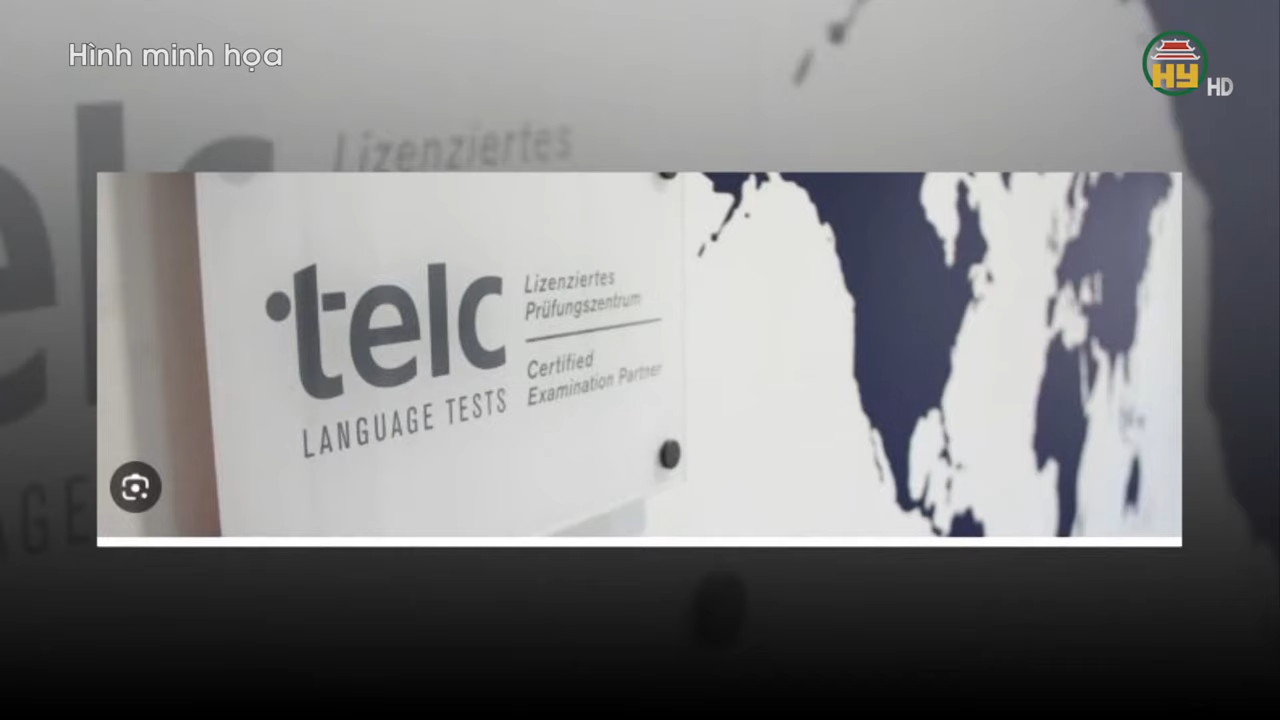 Hình minh họa
HY
HD
Lizenziertes
telc
LANGUAGE TESTS
Lizenziertes
Prüfungszentrum
Certified
Examination Partner